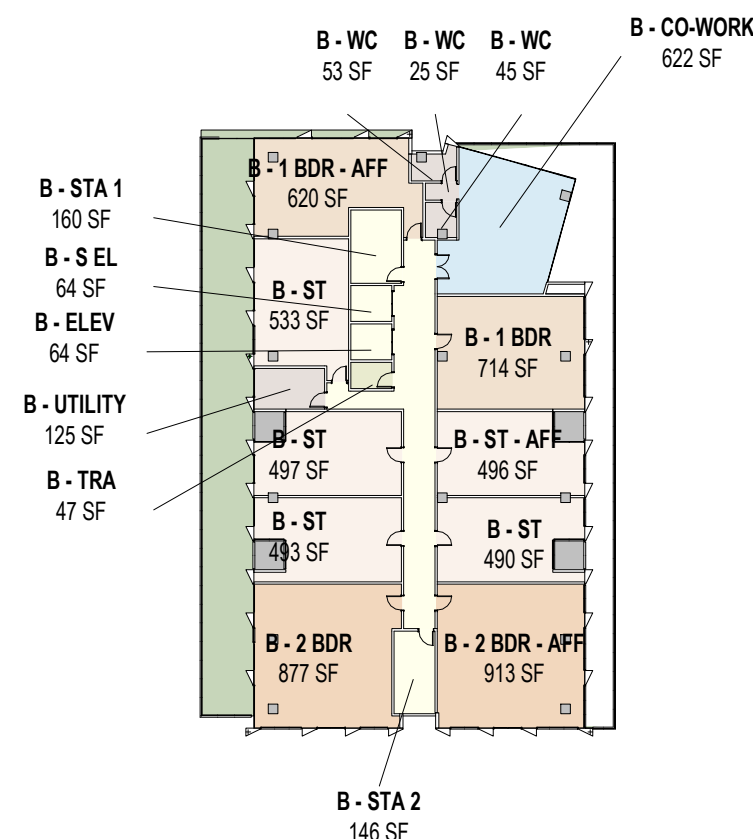 B - WC
53 SF
B - WC
25 SF
B - WC
45 SF
B - CO-WORK
622 SF
B - 1 BDR - AFF
620 SF
B - STA 1
160 SF
B - S EL
64 SF
B - ELEV
64 SF
B - UTILITY
125 SF
B - TRA
47 SF
B - ST
533 SF
B - 1 BDR
714 SF
B - ST
497 SF
B - ST - AFF
496 SF
B - ST
493 SF
B - ST
490 SF
B - 2 BDR
877 SF
B - 2 BDR - AFF
913 SF
B - STA 2
146 SF